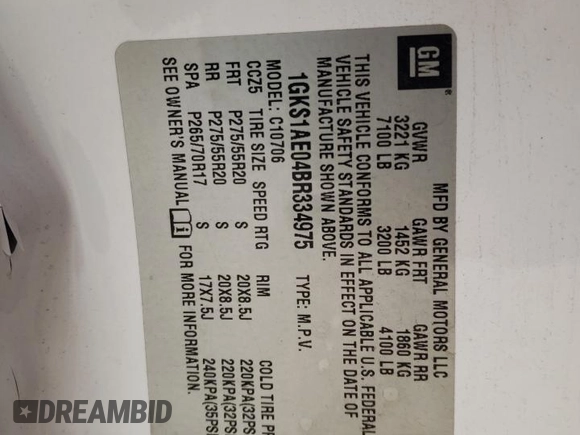 GM ®
MFD BY GENERAL MOTORS LLC
GVWR GAWR FRT GAWR RR
3221 KG 1452 KG 1860 KG
7100 LB 3200 LB 4100 LB
THIS VEHICLE CONFORMS TO ALL APPLICABLE U.S. FEDERAL
VEHICLE SAFETY STANDARDS IN EFFECT ON THE DATE OF
MANUFACTURE SHOWN ABOVE.
1GKS1AE04BR334975 TYPE: M.P.V.
MODEL: C10706
CC75 TIRE SIZE SPEED RTG RIM COLD TIRE
FRT P275/55R20 S 20X8.5J 220KPA(32PS
RR P275/55R20 S 20X8.5J 220KPA(32PS
SPA P265/70R17 S 17X7.5J 240KPA(35PS
SEE OWNER'S MANUAL i FOR MORE INFORMATION.
DREAMBID